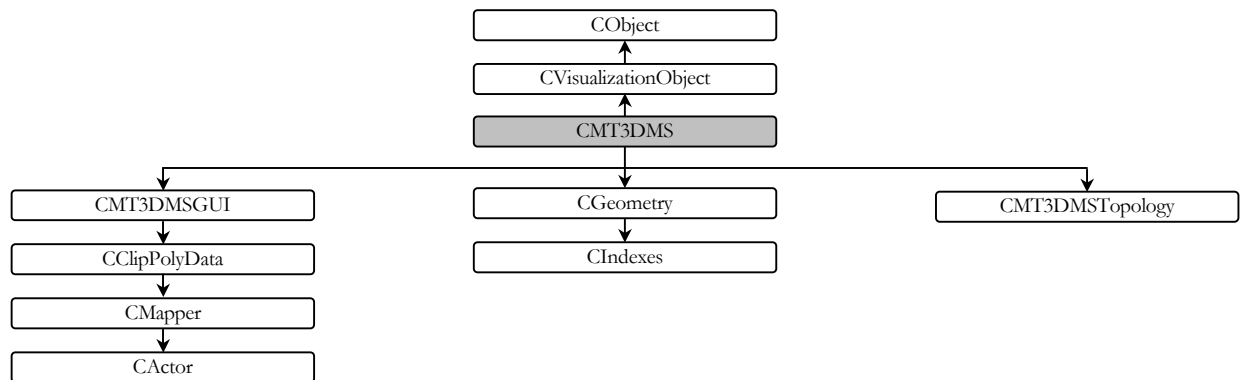 CObject
CVisualizationObject
CMT3DMS
CMT3DMSGUI
CGeometry
CMT3DMSTopology
CClipPolyData
CIndexes
CMapper
CActor